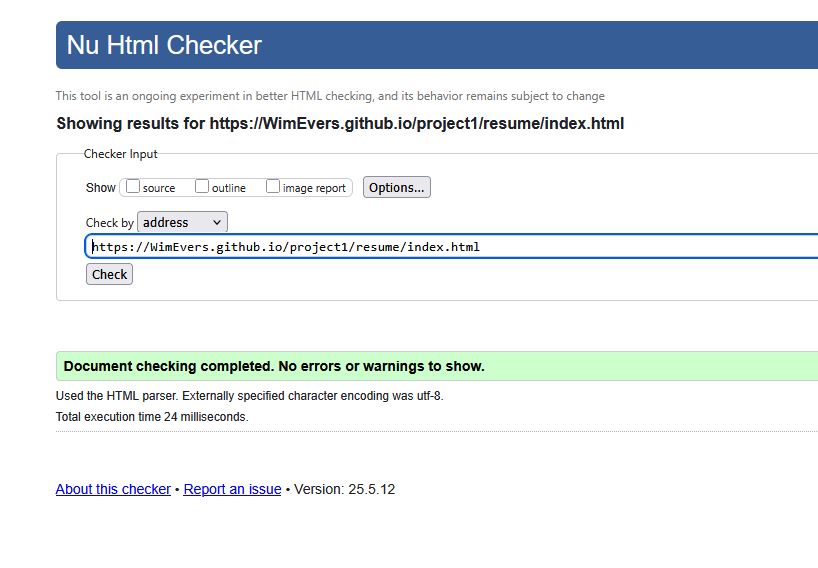 Nu Html Checker
This tool is an ongoing experiment in better HTML checking, and its behavior remains subject to change
Showing results for https://WimEvers.github.io/project1/resume/index.html
Checker Input
Show source outline image report Options...
Check by address
https://WimEvers.github.io/project1/resume/index.html
Check
Document checking completed. No errors or warnings to show.
Used the HTML parser. Externally specified character encoding was utf-8.
Total execution time 24 milliseconds.
About this checker • Report an issue • Version: 25.5.12